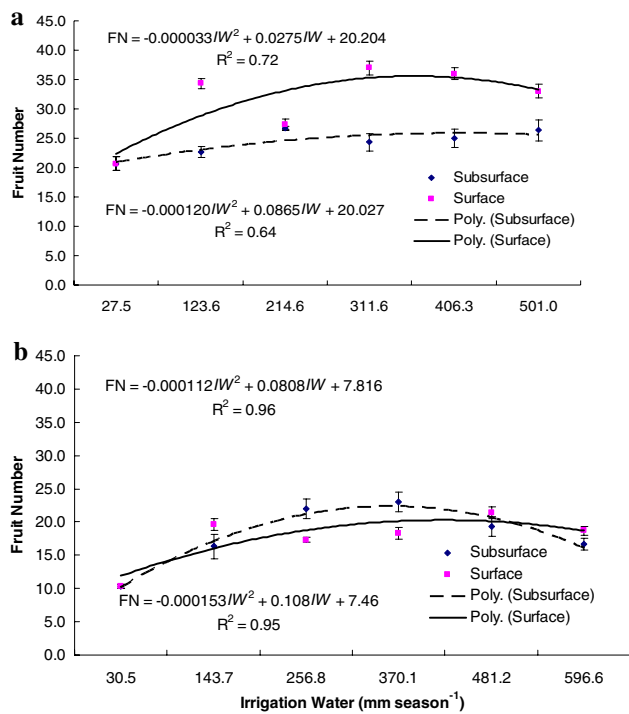 a
45.0
40.0
35.0
30.0
25.0
20.0
15.0
10.0
5.0
0.0
Fruit Number
FN = -0.000033IW² + 0.0275IW + 20.204
R² = 0.72
FN = -0.000120IW² + 0.0865IW + 20.027
R² = 0.64
Subsurface
Surface
Poly. (Subsurface)
Poly. (Surface)
27.5 123.6 214.6 311.6 406.3 501.0
b
45.0
40.0
35.0
30.0
25.0
20.0
15.0
10.0
5.0
0.0
Fruit Number
FN = -0.000112IW² + 0.0808IW + 7.816
R² = 0.96
FN = -0.000153IW² + 0.108IW + 7.46
R² = 0.95
Subsurface
Surface
Poly. (Subsurface)
Poly. (Surface)
30.5 143.7 256.8 370.1 481.2 596.6
Irrigation Water (mm season⁻¹)